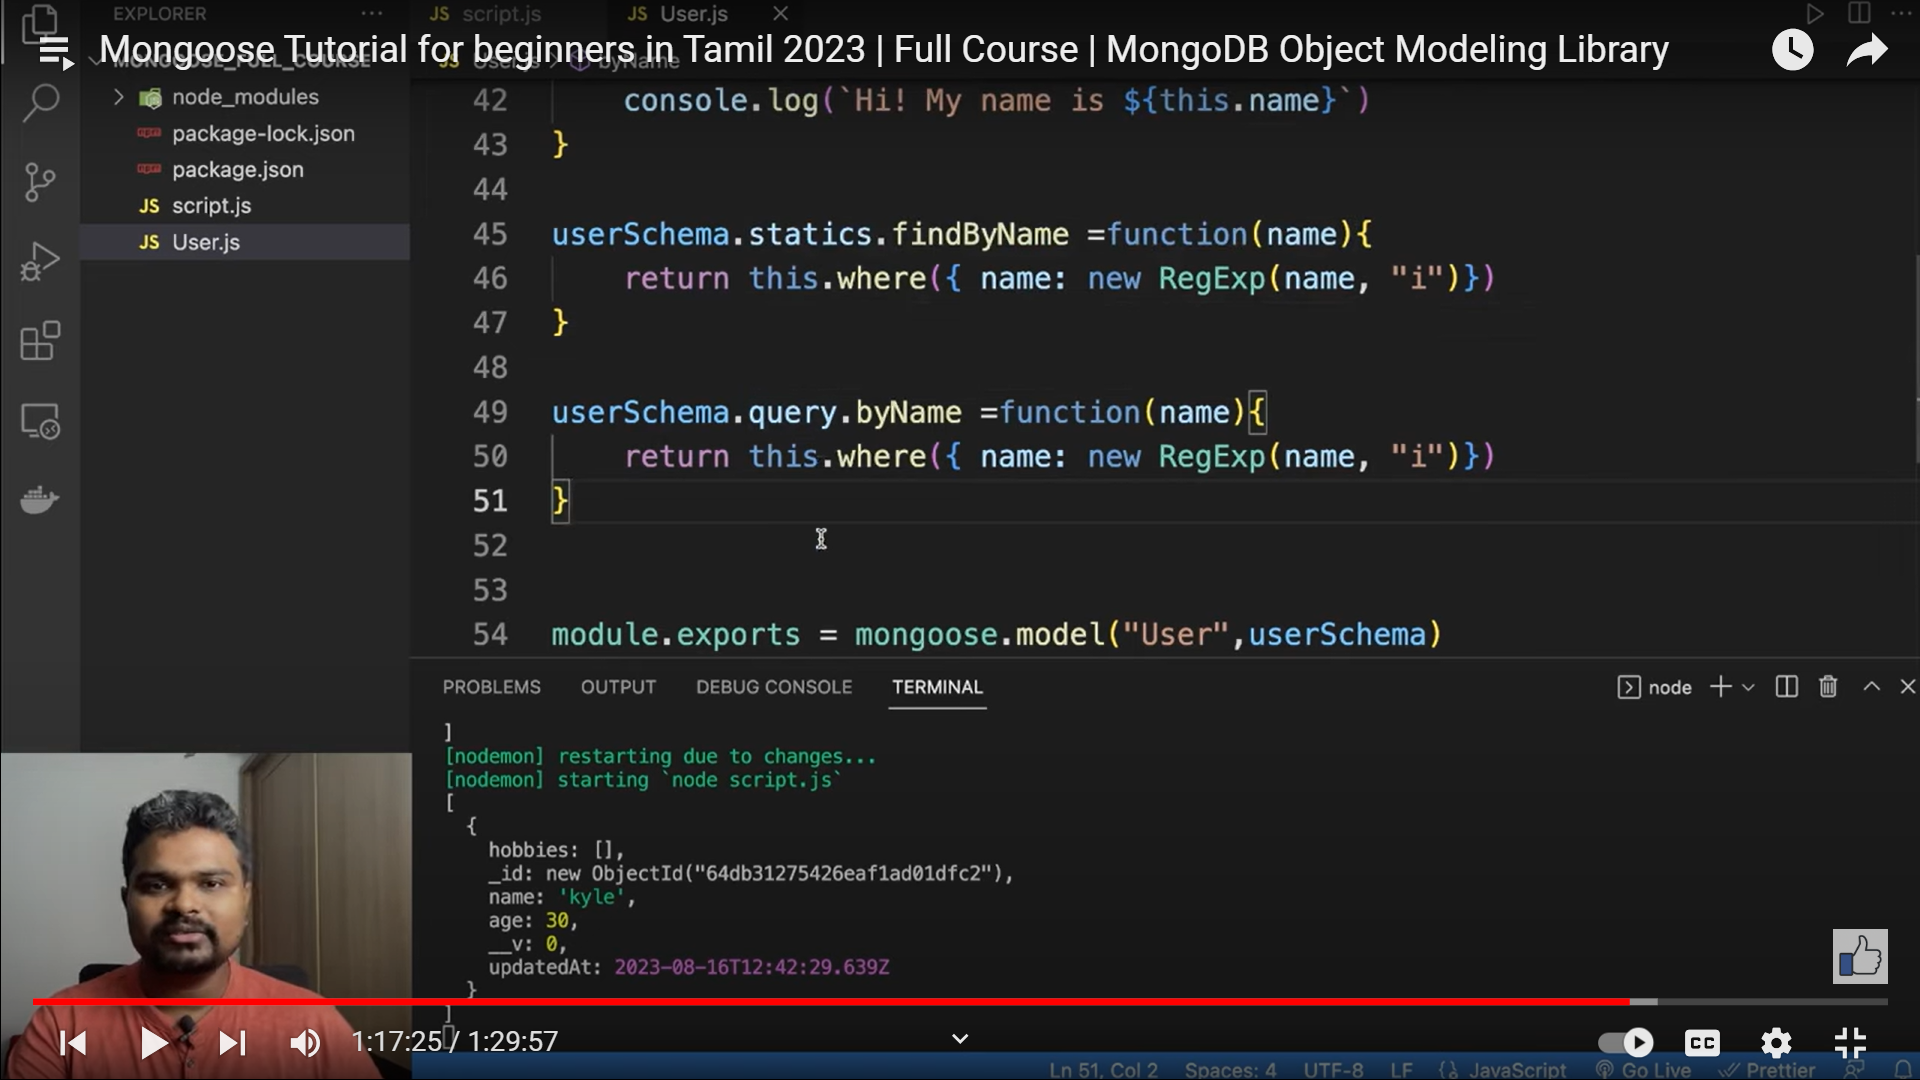 EXPLORER
script.js
User.js
Mongoose Tutorial for beginners in Tamil 2023 | Full Course | MongoDB Object Modeling Library
MONGOOSE_FULL_COURSE
User.js > byName
node_modules
package-lock.json
package.json
JS script.js
JS User.js
42 console.log(`Hi! My name is ${this.name}`)
43 }
44
45 userSchema.statics.findByName =function(name){
46 return this.where({ name: new RegExp(name, "i")})
47 }
48
49 userSchema.query.byName =function(name){
50 return this.where({ name: new RegExp(name, "i")})
51 }
52
53
54 module.exports = mongoose.model("User",userSchema)
PROBLEMS OUTPUT DEBUG CONSOLE TERMINAL
node
]
[nodemon] restarting due to changes...
[nodemon] starting `node script.js`
[
{
hobbies: [],
_id: new ObjectId("64db31275426eaf1ad01dfc2"),
name: 'kyle',
age: 30,
__v: 0,
updatedAt: 2023-08-16T12:42:29.639Z
}
]
1:17:25 / 1:29:57
CC
Ln 51, Col 2 Spaces: 4 UTF-8 LF {} JavaScript Go Live Prettier